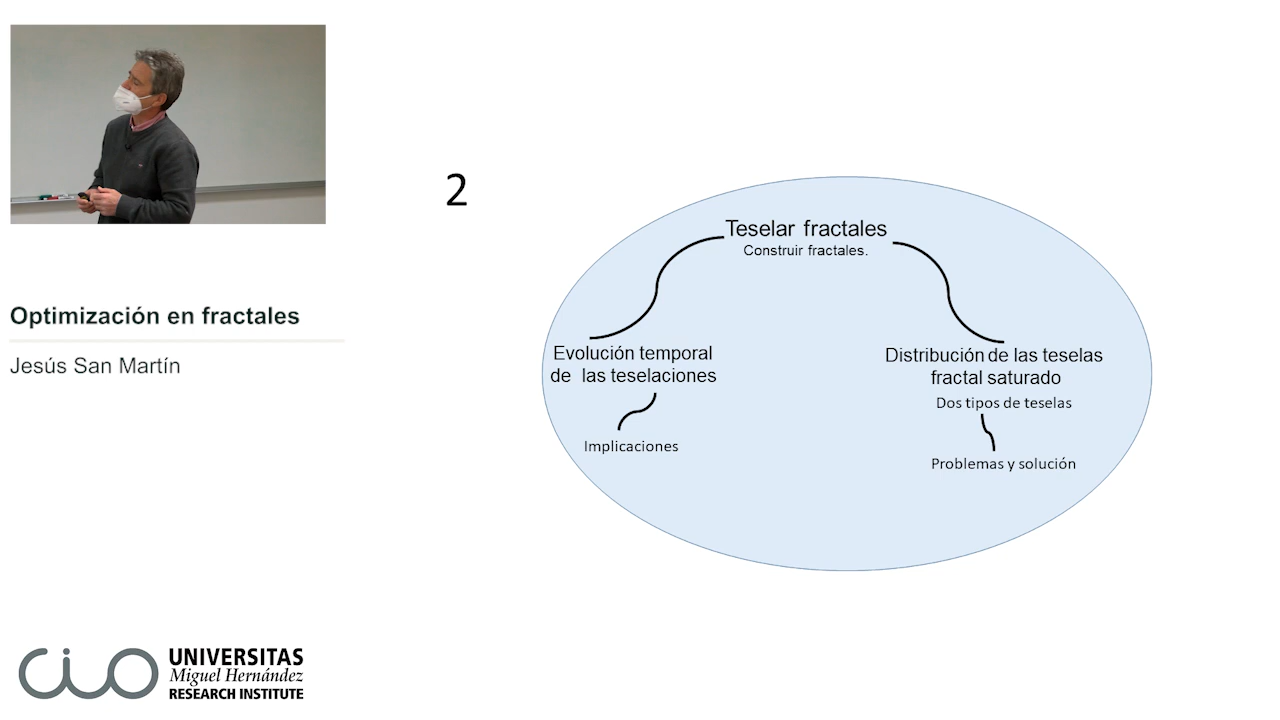 Optimización en fractales
Jesús San Martín
cio
UNIVERSITAS
Miguel Hernández
RESEARCH INSTITUTE
2
Teselar fractales
Construir fractales.
Evolución temporal
de las teselaciones
Implicaciones
Distribución de las teselas
fractal saturado
Dos tipos de teselas
Problemas y solución